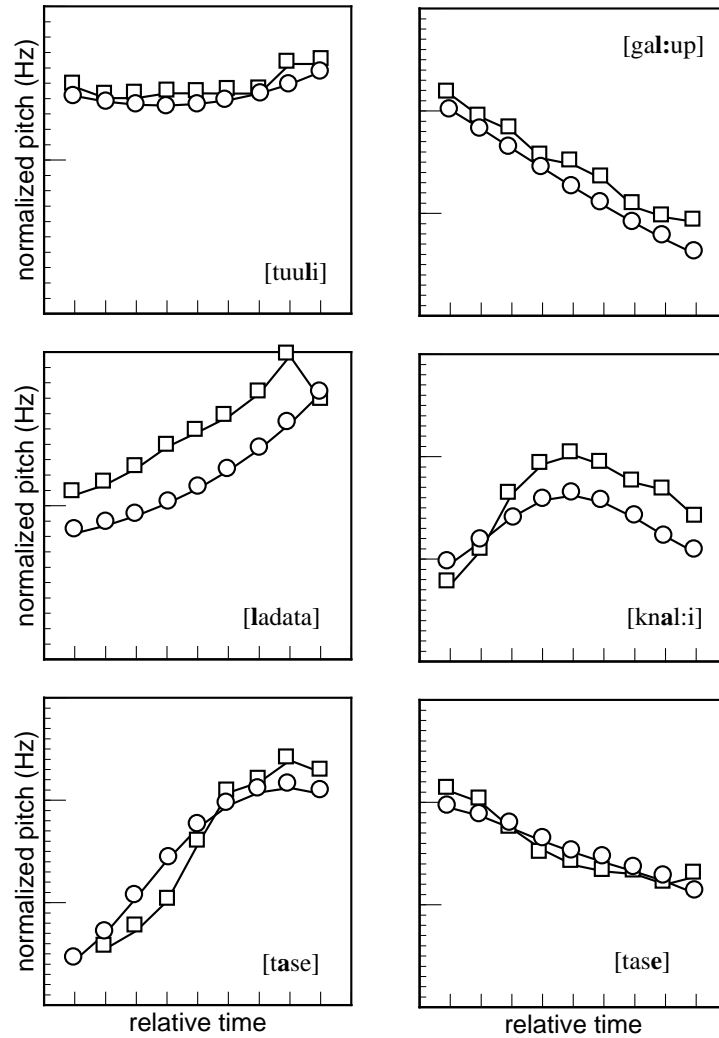 normalized pitch (Hz)
[tuuli]
[gal:up]
normalized pitch (Hz)
[ladata]
[knal:i]
normalized pitch (Hz)
[tase]
[tase]
relative time
relative time